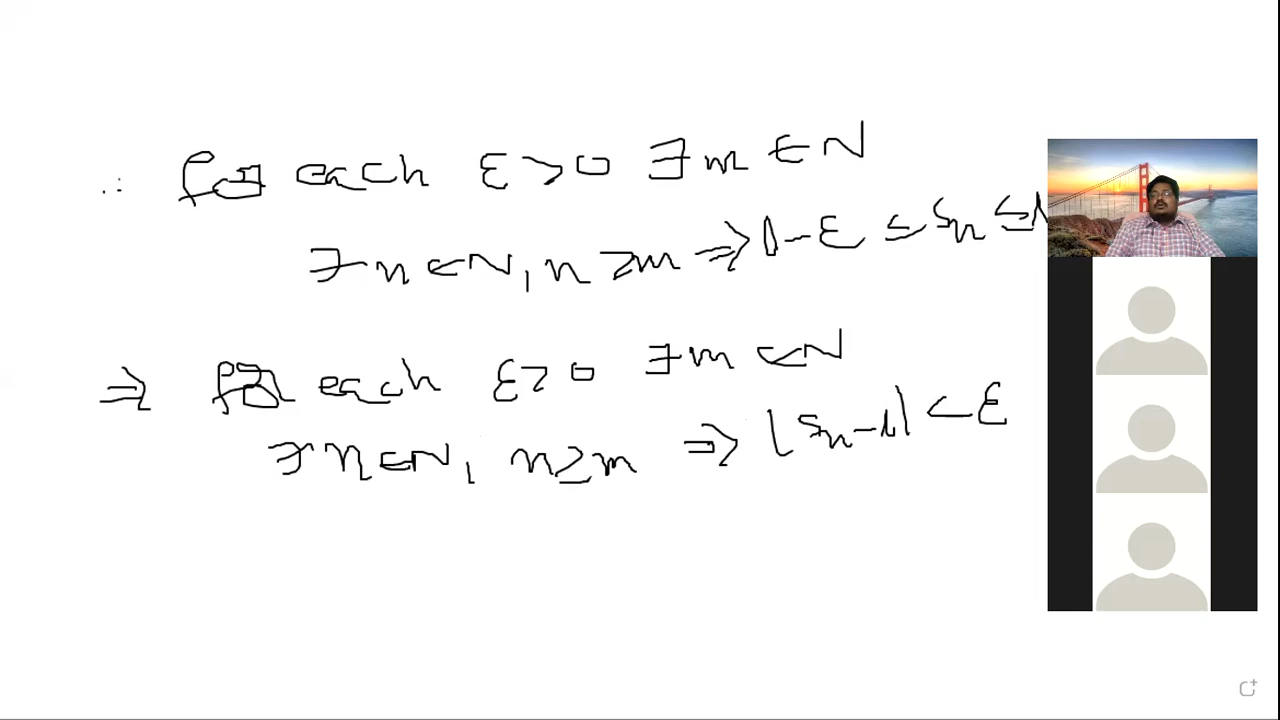 ∴ for each ε>0 ∃ m ∈ N
∋ n ∈ N, n ≥ m ⇒ l-ε ≤ Sn ≤ l
⇒ for each ε>0 ∃ m ∈ N
∋ n ∈ N, n ≥ m ⇒ |Sn-l| < ε